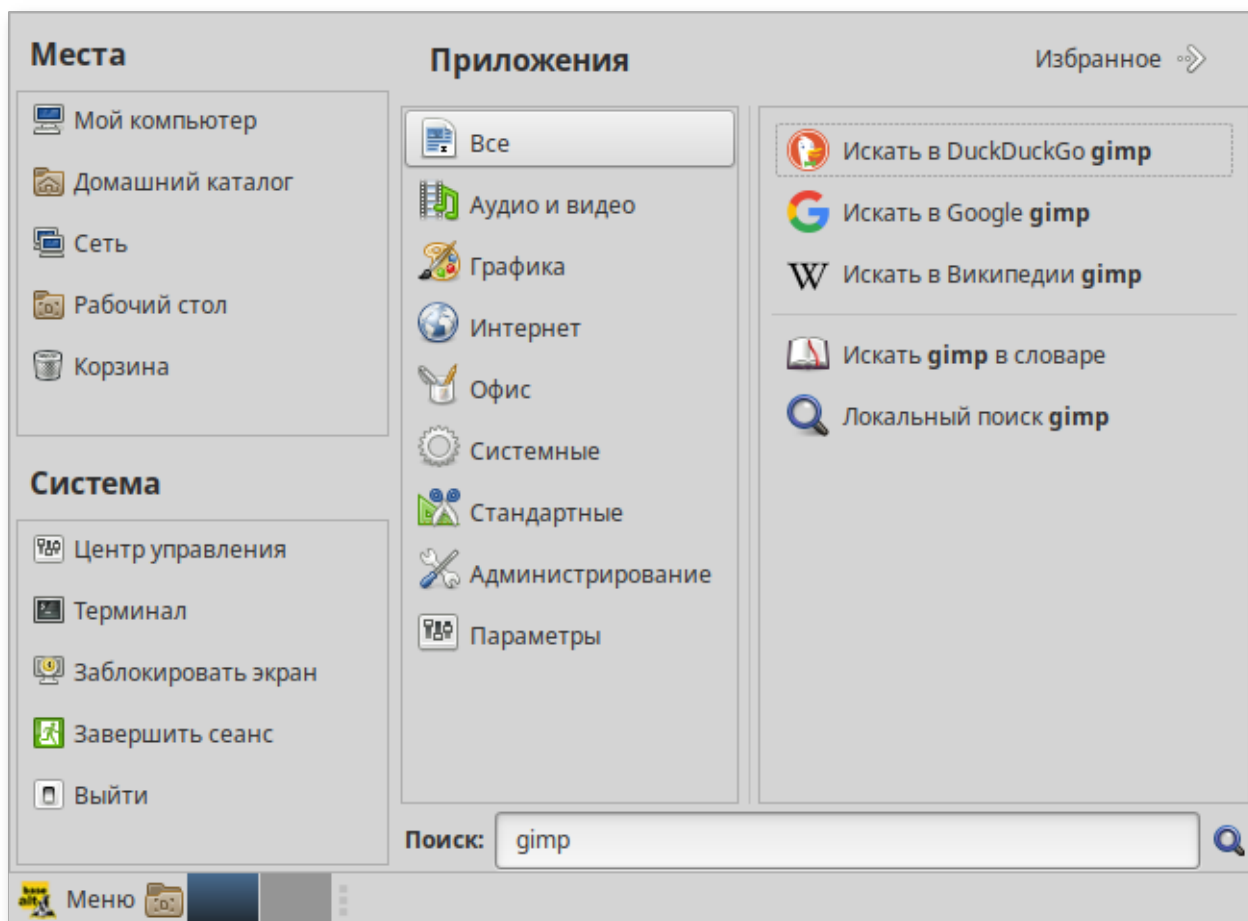 Места
Мой компьютер
Домашний каталог
Сеть
Рабочий стол
Корзина
Система
Центр управления
Терминал
Заблокировать экран
Завершить сеанс
Выйти
Приложения
Избранное
Все
Аудио и видео
Графика
Интернет
Офис
Системные
Стандартные
Администрирование
Параметры
Искать в DuckDuckGo gimp
Искать в Google gimp
W Искать в Википедии gimp
Искать gimp в словаре
Локальный поиск gimp
Поиск: gimp
base
alt
Меню